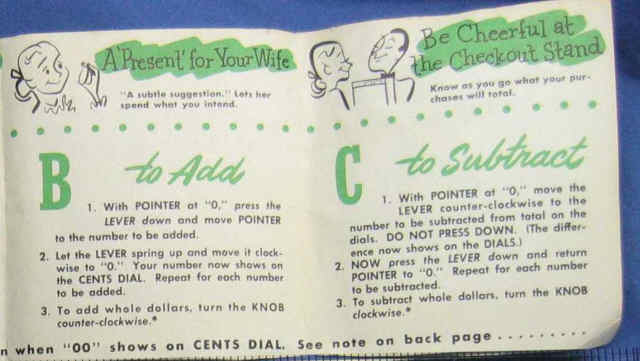 A "Present" for Your Wife
"A subtle suggestion." Lets her
spend what you intend.
B to Add
1. With POINTER at "0," press the
LEVER down and move POINTER
to the number to be added.
2. Let the LEVER spring up and move it clock-
wise to "0." Your number now shows on
the CENTS DIAL. Repeat for each number
to be added.
3. To add whole dollars, turn the KNOB
counter-clockwise.*
Be Cheerful at
the Checkout Stand
Know as you go what your pur-
chases will total.
C to Subtract
1. With POINTER at "0," move the
LEVER counter-clockwise to the
number to be subtracted from total on the
dials. DO NOT PRESS DOWN. (The differ-
ence now shows on the DIALS.)
2. NOW press the LEVER down and return
POINTER to "0." Repeat for each number
to be subtracted.
3. To subtract whole dollars, turn the KNOB
clockwise.*
n when "00" shows on CENTS DIAL. See note on back page . . . . . . . . . .